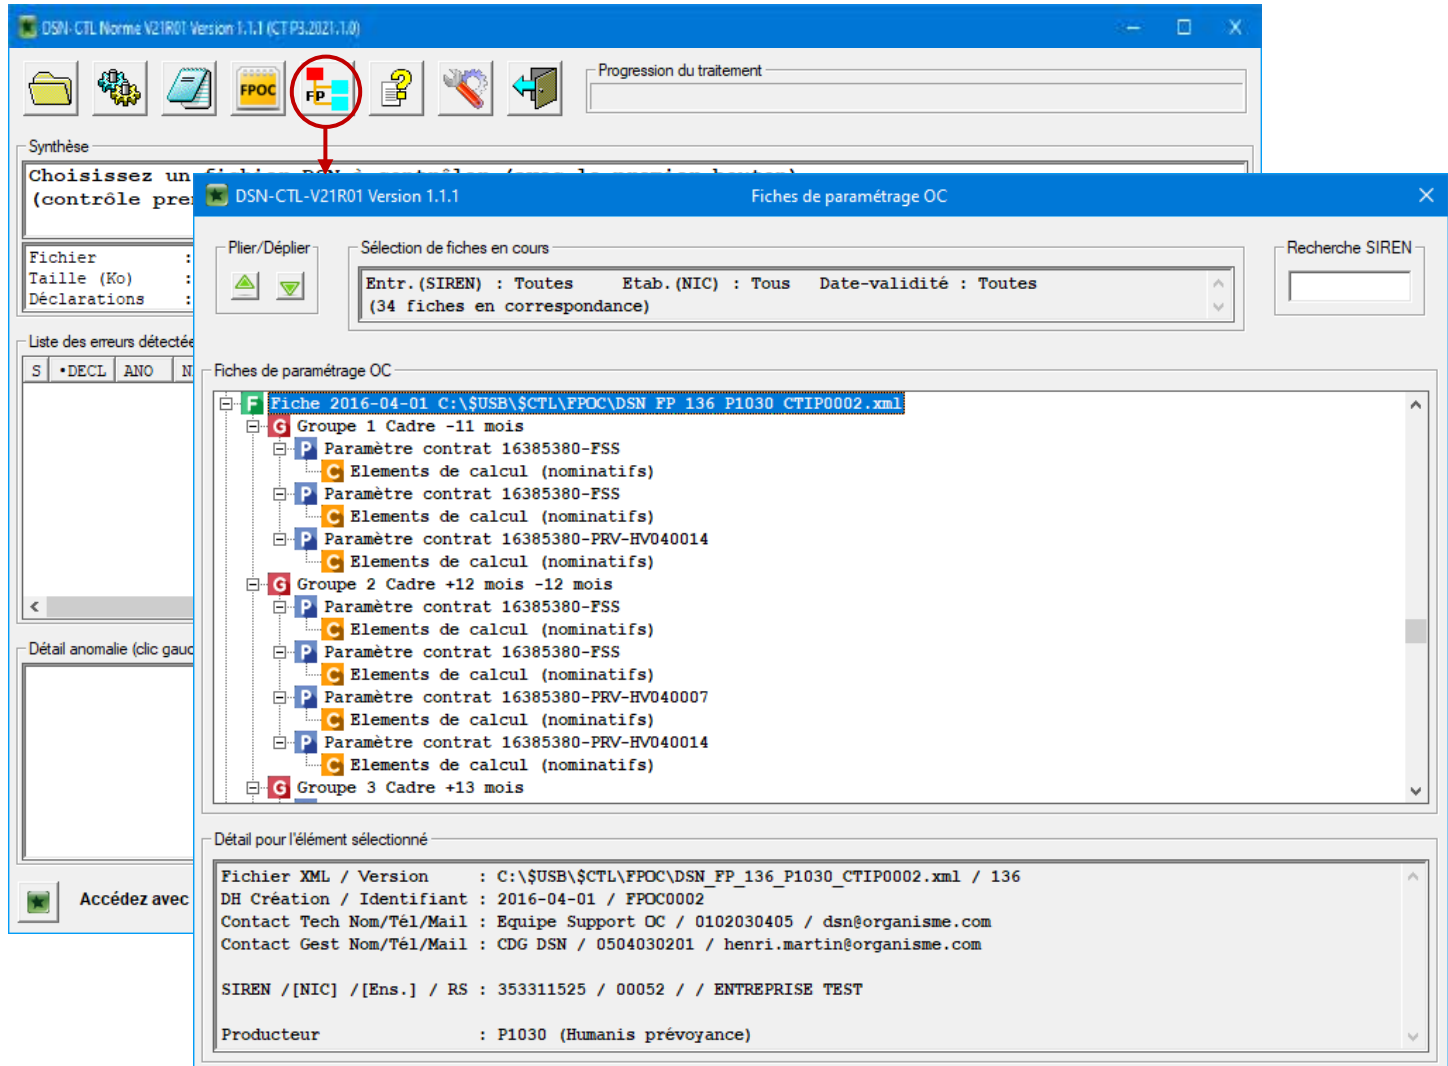 DSN-CTL Norme V21R01 Version 1.1.1 (CT P3.2021.1.0)
FPOC
FP
Progression du traitement
Synthèse
Choisissez un fichier DSN à contrôler (avec le premier bouton)
(contrôle pre
DSN-CTL-V21R01 Version 1.1.1
Fiches de paramétrage OC
Fichier :
Taille (Ko) :
Déclarations :
Plier/Déplier
Sélection de fiches en cours
Recherche SIREN
Entr.(SIREN) : Toutes Etab.(NIC) : Tous Date-validité : Toutes
(34 fiches en correspondance)
Liste des erreurs détectée
S •DECL ANO N
Fiches de paramétrage OC
F Fiche 2016-04-01 C:\$USB\$CTL\FPOC\DSN FP 136 P1030 CTIP0002.xml
G Groupe 1 Cadre -11 mois
P Paramètre contrat 16385380-FSS
C Elements de calcul (nominatifs)
P Paramètre contrat 16385380-FSS
C Elements de calcul (nominatifs)
P Paramètre contrat 16385380-PRV-HV040014
C Elements de calcul (nominatifs)
G Groupe 2 Cadre +12 mois -12 mois
P Paramètre contrat 16385380-FSS
C Elements de calcul (nominatifs)
P Paramètre contrat 16385380-FSS
C Elements de calcul (nominatifs)
P Paramètre contrat 16385380-PRV-HV040007
C Elements de calcul (nominatifs)
P Paramètre contrat 16385380-PRV-HV040014
C Elements de calcul (nominatifs)
G Groupe 3 Cadre +13 mois
Détail anomalie (clic gauc
Détail pour l'élément sélectionné
Fichier XML / Version : C:\$USB\$CTL\FPOC\DSN_FP_136_P1030_CTIP0002.xml / 136
DH Création / Identifiant : 2016-04-01 / FPOC0002
Contact Tech Nom/Tél/Mail : Equipe Support OC / 0102030405 / dsn@organisme.com
Contact Gest Nom/Tél/Mail : CDG DSN / 0504030201 / henri.martin@organisme.com
SIREN /[NIC] /[Ens.] / RS : 353311525 / 00052 / / ENTREPRISE TEST
Producteur : P1030 (Humanis prévoyance)
Accédez avec